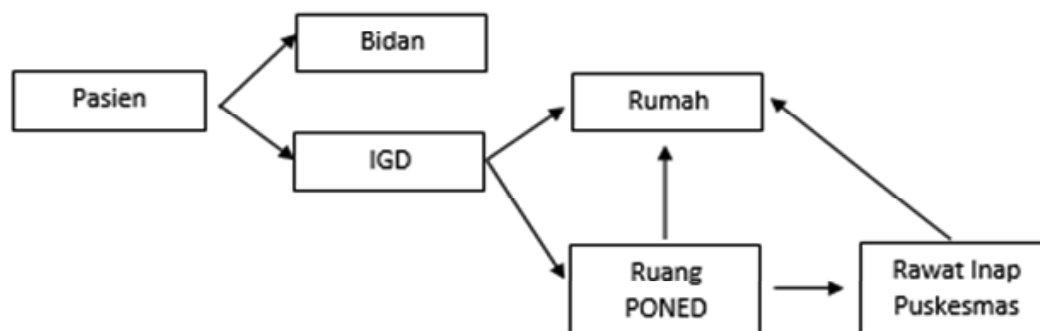 Bidan
Pasien
Rumah
IGD
Ruang
PONED
Rawat Inap
Puskesmas